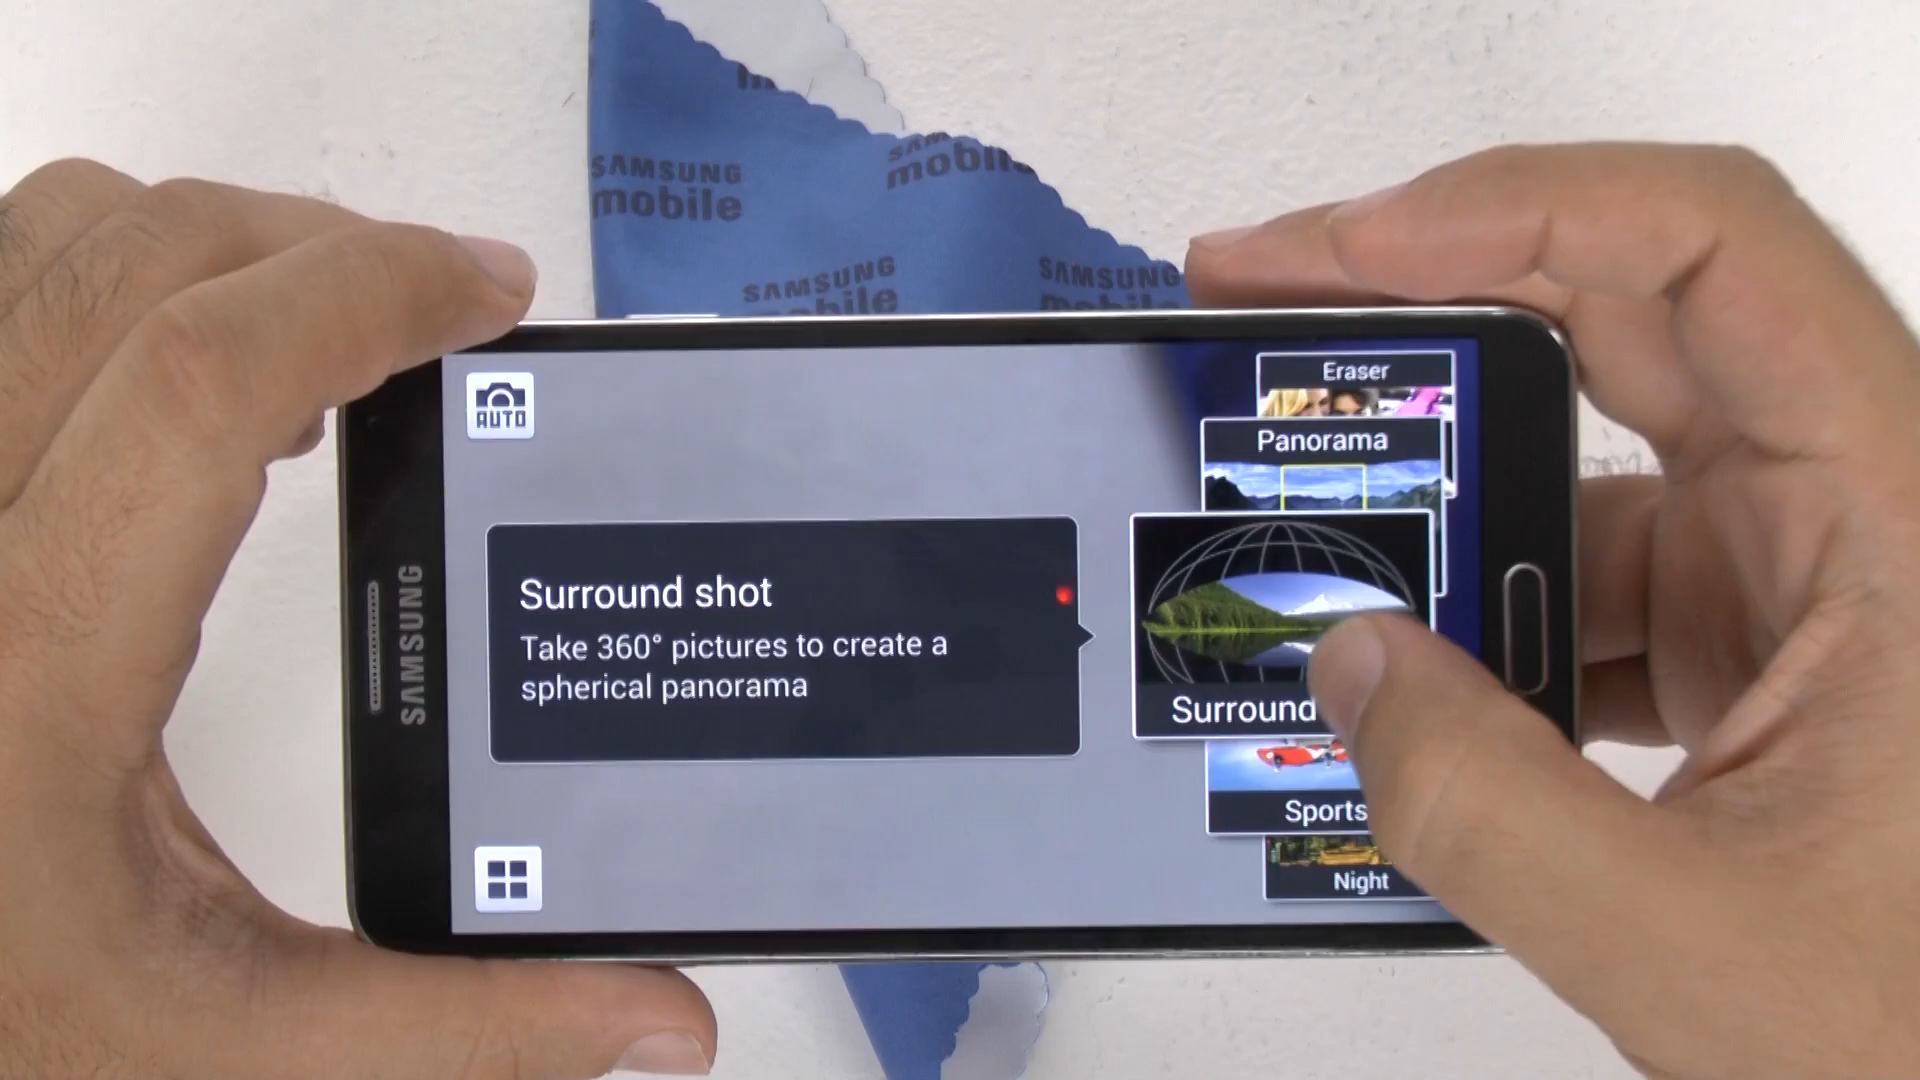 SAMSUNG
mobile
mobile
SAMSUNG
SAMSUNG
SAMSUNG
AUTO
Eraser
Panorama
Surround shot
Take 360° pictures to create a
spherical panorama
Surround
Sports
Night